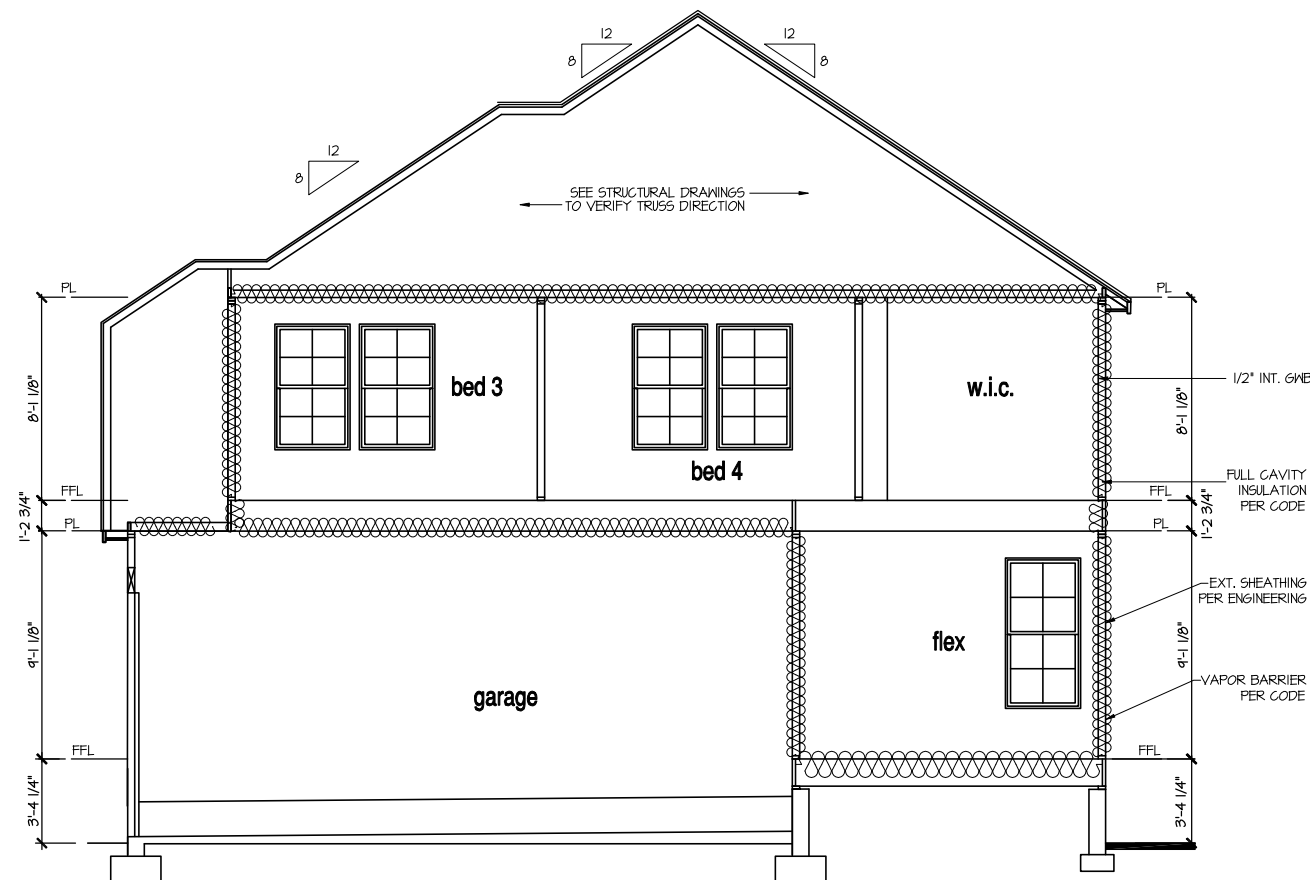 12
12
8
8
12
8
SEE STRUCTURAL DRAWINGS
TO VERIFY TRUSS DIRECTION
PL
PL
8'-1 1/8"
bed 3
w.i.c.
8'-1 1/8"
1/2" INT. GWB
bed 4
FULL CAVITY
INSULATION
PER CODE
FFL
FFL
1'-2 3/4"
1'-2 3/4"
PL
PL
EXT. SHEATHING
PER ENGINEERING
9'-1 1/8"
flex
9'-1 1/8"
garage
VAPOR BARRIER
PER CODE
FFL
FFL
3'-4 1/4"
3'-4 1/4"